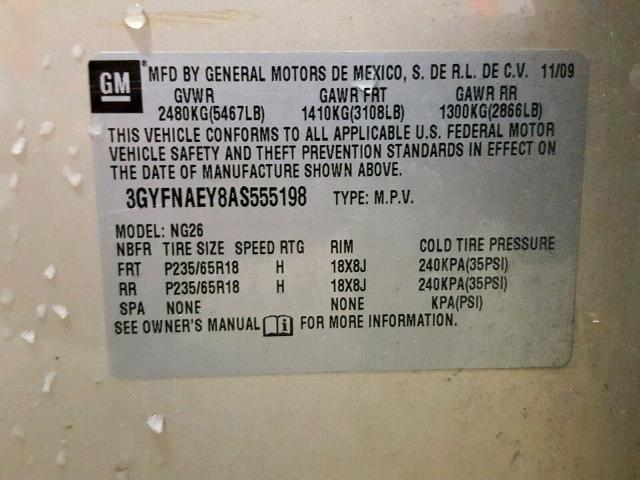 GM ® MFD BY GENERAL MOTORS DE MEXICO, S. DE R.L. DE C.V. 11/09
GVWR GAWR FRT GAWR RR
2480KG(5467LB) 1410KG(3108LB) 1300KG(2866LB)
THIS VEHICLE CONFORMS TO ALL APPLICABLE U.S. FEDERAL MOTOR
VEHICLE SAFETY AND THEFT PREVENTION STANDARDS IN EFFECT ON
THE DATE OF MANUFACTURE SHOWN ABOVE.
3GYFNAEY8AS555198 TYPE: M.P.V.
MODEL: NG26
NBFR TIRE SIZE SPEED RTG RIM COLD TIRE PRESSURE
FRT P235/65R18 H 18X8J 240KPA(35PSI)
RR P235/65R18 H 18X8J 240KPA(35PSI)
SPA NONE NONE KPA(PSI)
SEE OWNER'S MANUAL FOR MORE INFORMATION.